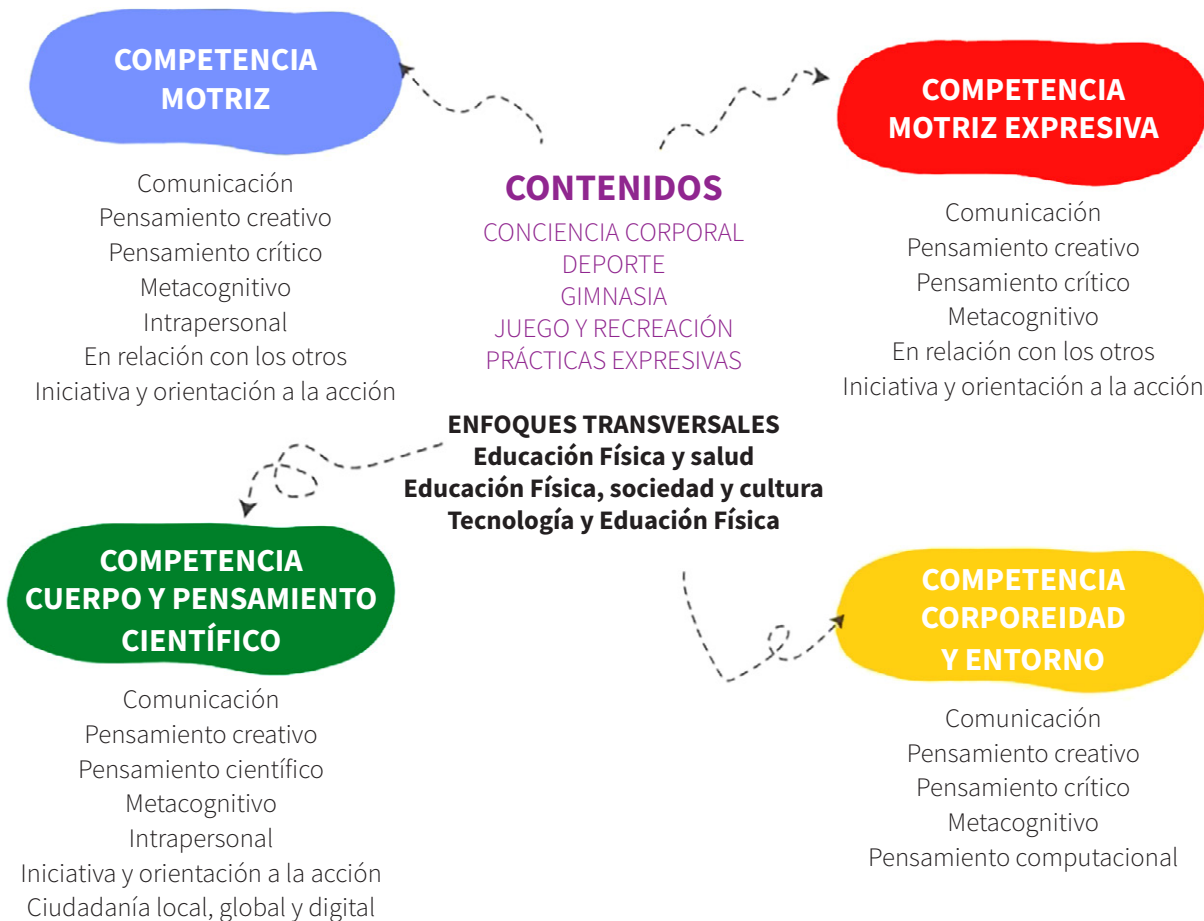 COMPETENCIA
MOTRIZ
Comunicación
Pensamiento creativo
Pensamiento crítico
Metacognitivo
Intrapersonal
En relación con los otros
Iniciativa y orientación a la acción
CONTENIDOS
CONCIENCIA CORPORAL
DEPORTE
GIMNASIA
JUEGO Y RECREACIÓN
PRÁCTICAS EXPRESIVAS
COMPETENCIA
MOTRIZ EXPRESIVA
Comunicación
Pensamiento creativo
Pensamiento crítico
Metacognitivo
En relación con los otros
Iniciativa y orientación a la acción
ENFOQUES TRANSVERSALES
Educación Física y salud
Educación Física, sociedad y cultura
Tecnología y Eduación Física
COMPETENCIA
CUERPO Y PENSAMIENTO
CIENTÍFICO
Comunicación
Pensamiento creativo
Pensamiento científico
Metacognitivo
Intrapersonal
Iniciativa y orientación a la acción
Ciudadanía local, global y digital
COMPETENCIA
CORPOREIDAD
Y ENTORNO
Comunicación
Pensamiento creativo
Pensamiento crítico
Metacognitivo
Pensamiento computacional